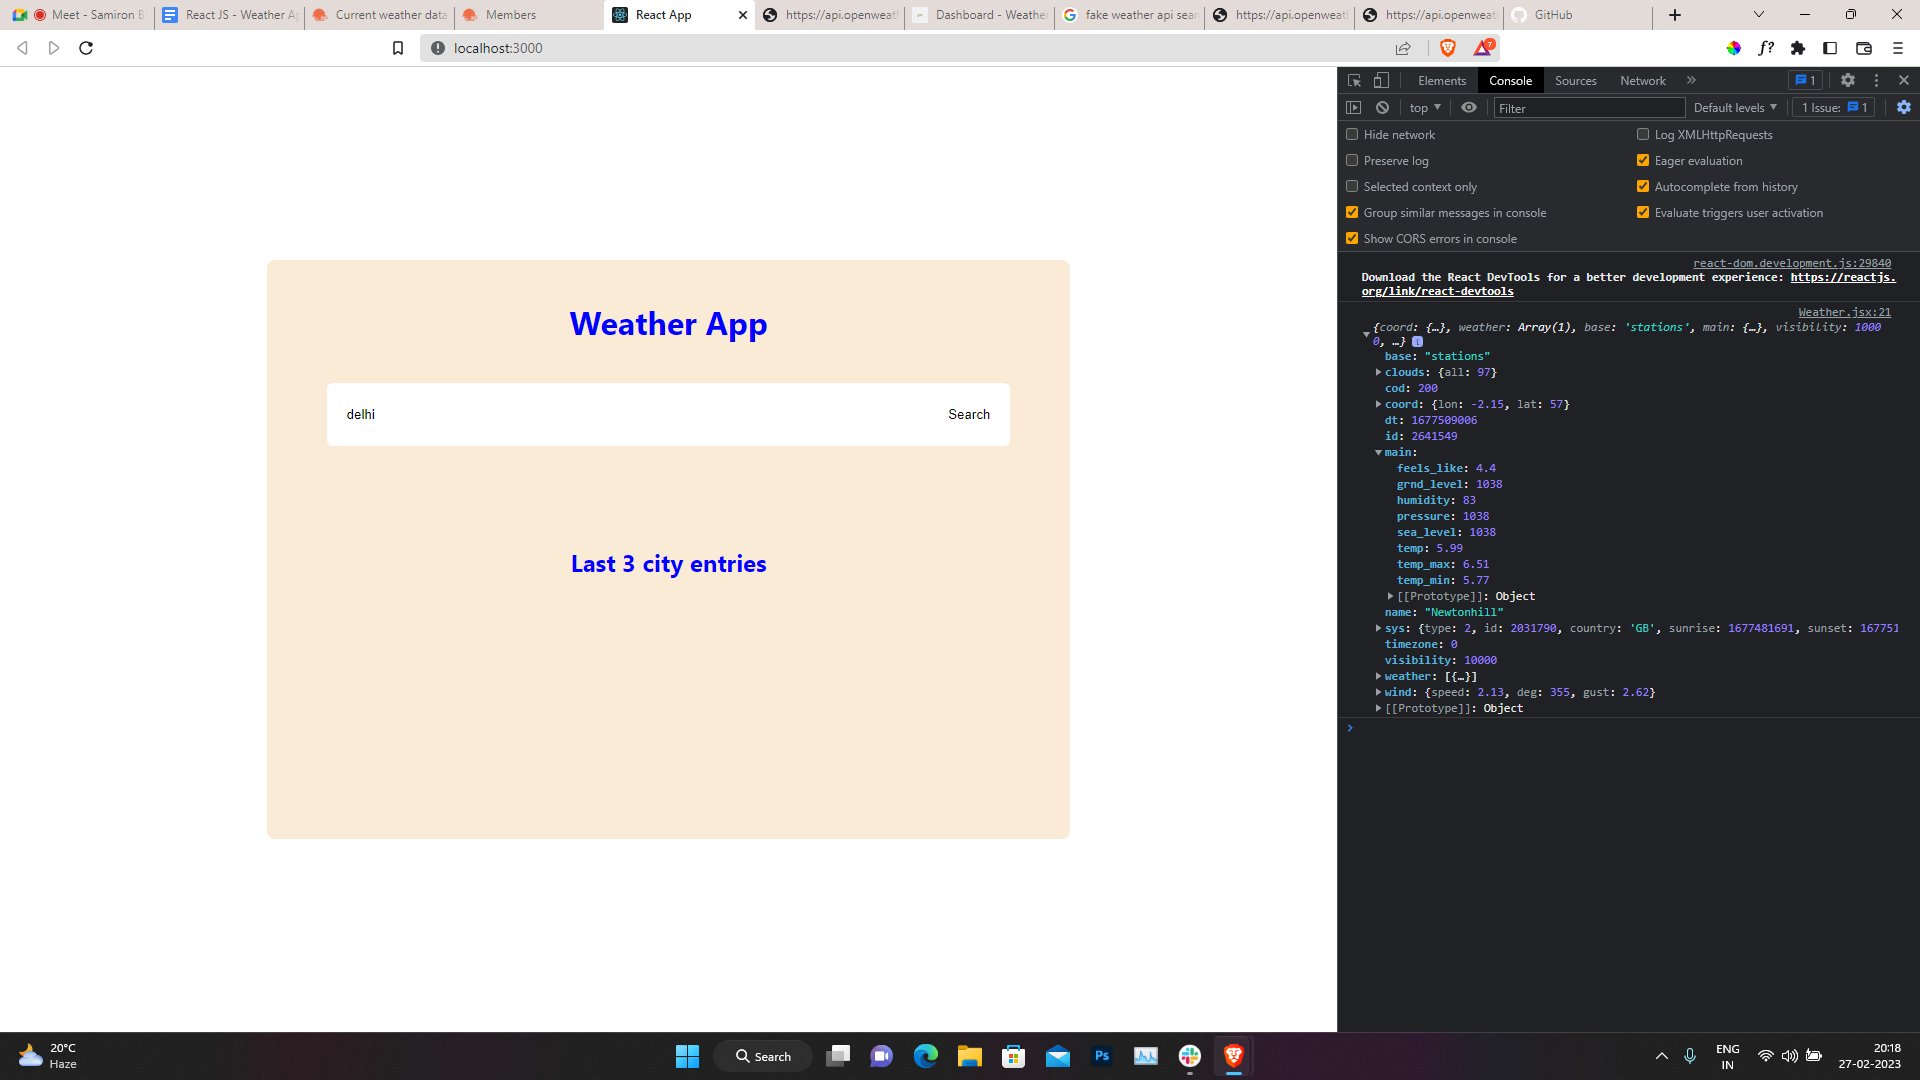 Meet - Samiron B
React JS - Weather Ap
Current weather data
Members
React App
https://api.openweath
Dashboard - Weather
fake weather api sear
https://api.openweath
https://api.openweath
GitHub
localhost:3000
7
f?
Weather App
delhi
Search
Last 3 city entries
Elements
Console
Sources
Network
1
top
Filter
Default levels
1 Issue:
1
Hide network
Log XMLHttpRequests
Preserve log
Eager evaluation
Selected context only
Autocomplete from history
Group similar messages in console
Evaluate triggers user activation
Show CORS errors in console
react-dom.development.js:29840
Download the React DevTools for a better development experience: https://reactjs.
org/link/react-devtools
Weather.jsx:21
{coord: {…}, weather: Array(1), base: 'stations', main: {…}, visibility: 1000
0, …} i
base: "stations"
clouds: {all: 97}
cod: 200
coord: {lon: -2.15, lat: 57}
dt: 1677509006
id: 2641549
main:
feels_like: 4.4
grnd_level: 1038
humidity: 83
pressure: 1038
sea_level: 1038
temp: 5.99
temp_max: 6.51
temp_min: 5.77
[[Prototype]]: Object
name: "Newtonhill"
sys: {type: 2, id: 2031790, country: 'GB', sunrise: 1677481691, sunset: 167751
timezone: 0
visibility: 10000
weather: [{…}]
wind: {speed: 2.13, deg: 355, gust: 2.62}
[[Prototype]]: Object
20°C
Haze
Search
Ps
ENG
IN
20:18
27-02-2023